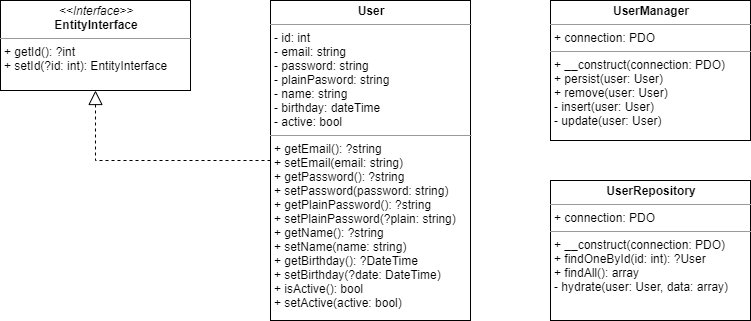 <<Interface>>
EntityInterface
+ getId(): ?int
+ setId(?id: int): EntityInterface
User
- id: int
- email: string
- password: string
- plainPasword: string
- name: string
- birthday: dateTime
- active: bool
+ getEmail(): ?string
+ setEmail(email: string)
+ getPassword(): ?string
+ setPassword(password: string)
+ getPlainPassword(): ?string
+ setPlainPassword(?plain: string)
+ getName(): ?string
+ setName(name: string)
+ getBirthday(): ?DateTime
+ setBirthday(?date: DateTime)
+ isActive(): bool
+ setActive(active: bool)
UserManager
+ connection: PDO
+ __construct(connection: PDO)
+ persist(user: User)
+ remove(user: User)
- insert(user: User)
- update(user: User)
UserRepository
+ connection: PDO
+ __construct(connection: PDO)
+ findOneById(id: int): ?User
+ findAll(): array
- hydrate(user: User, data: array)